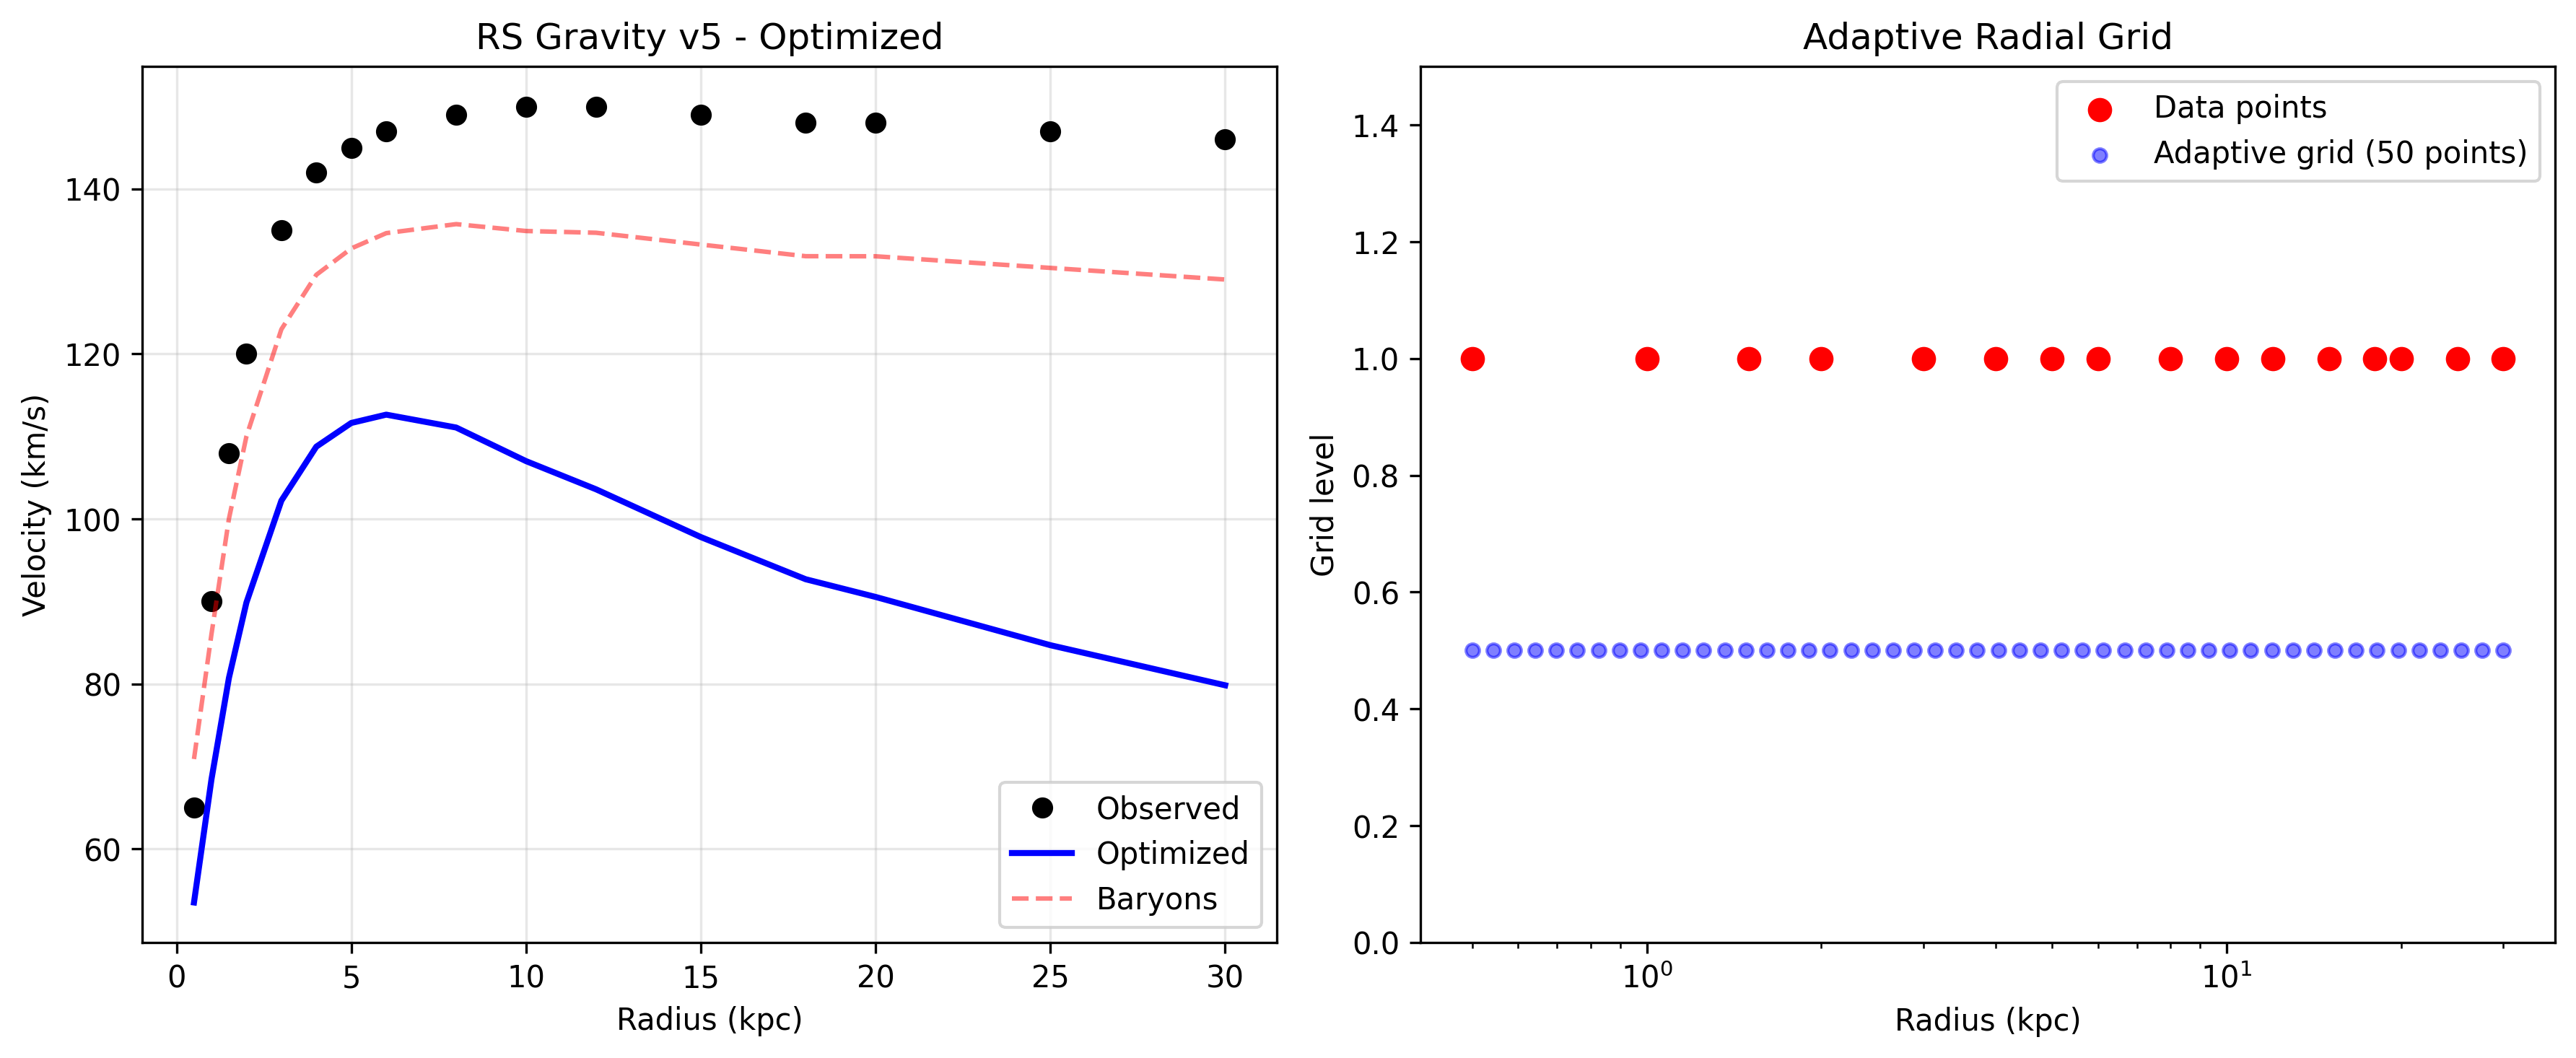 RS Gravity v5 - Optimized
Velocity (km/s)
140
120
100
80
60
0 5 10 15 20 25 30
Radius (kpc)
Observed
Optimized
Baryons
Adaptive Radial Grid
Grid level
1.4
1.2
1.0
0.8
0.6
0.4
0.2
0.0
10⁰ 10¹
Radius (kpc)
Data points
Adaptive grid (50 points)